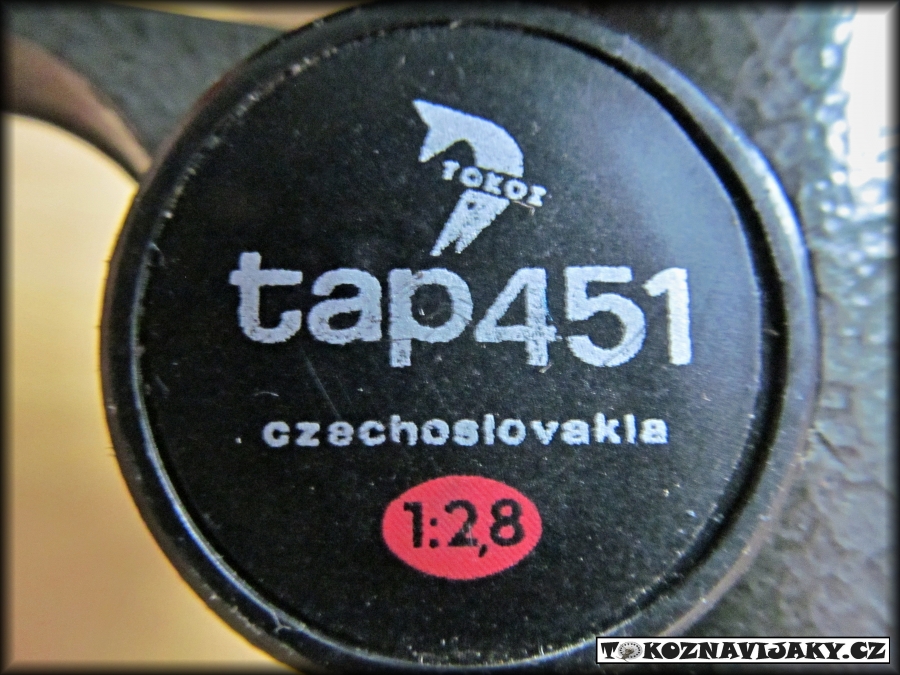 TOKOZ
tap451
czechoslovakia
1:2,8
TOKOZNAVIJAKY.CZ